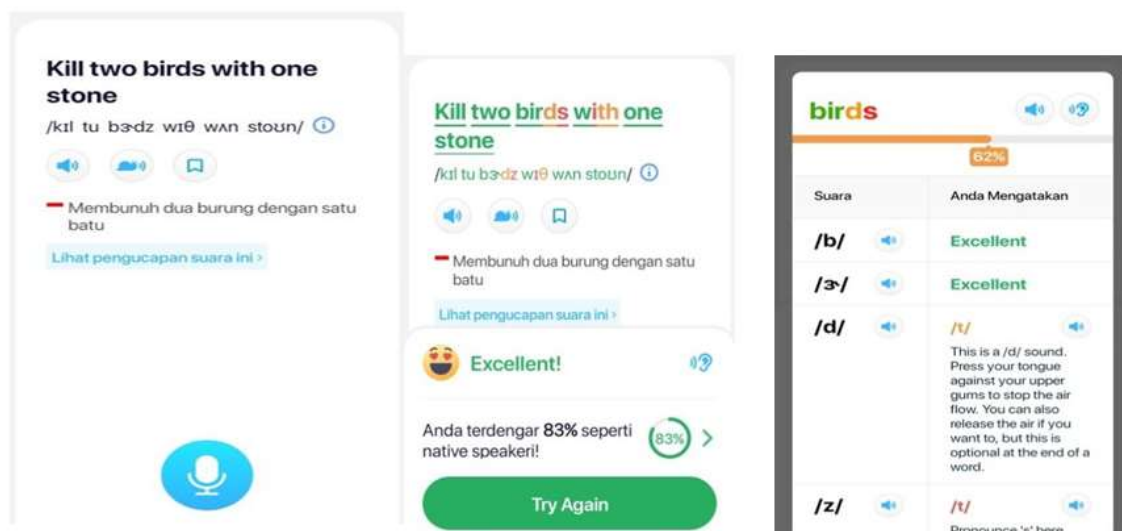 Kill two birds with one
stone
/kɪl tu bɝdz wɪθ wʌn stoʊn/
Membunuh dua burung dengan satu
batu
Lihat pengucapan suara ini >
Kill two birds with one
stone
/kɪl tu bɝdz wɪθ wʌn stoʊn/
Membunuh dua burung dengan satu
batu
Lihat pengucapan suara ini >
Excellent!
Anda terdengar 83% seperti
native speakeri!
83%
Try Again
birds
62%
Suara Anda Mengatakan
/b/ Excellent
/ɝ/ Excellent
/d/ /t/
This is a /d/ sound.
Press your tongue
against your upper
gums to stop the air
flow. You can also
release the air if you
want to, but this is
optional at the end of a
word.
/z/ /t/
Pronounce 's' here